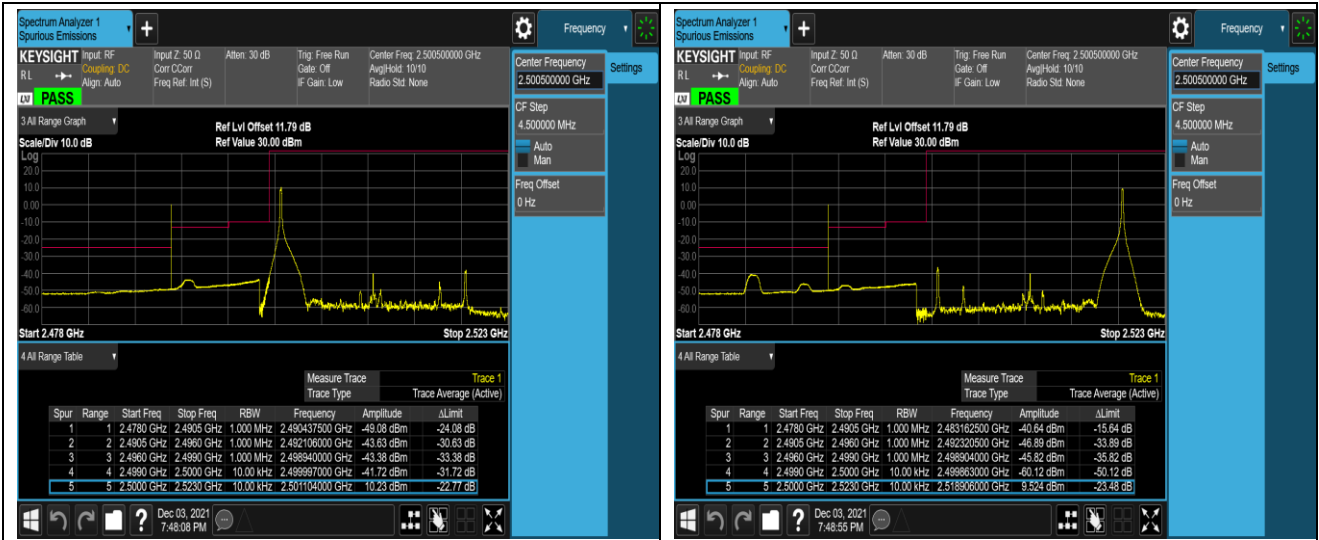 Spectrum Analyzer 1
Spurious Emissions
Frequency
KEYSIGHT Input: RF
Coupling: DC
Align: Auto
Input Z: 50 Ω
Corr CCorr
Freq Ref: Int (S)
Atten: 30 dB
Trig: Free Run
Gate: Off
IF Gain: Low
Center Freq: 2.500500000 GHz
Avg|Hold: 10/10
Radio Std: None
RL
LXI PASS
Center Frequency
2.500500000 GHz
Settings
CF Step
4.500000 MHz
Auto
Man
Freq Offset
0 Hz
3 All Range Graph
Ref Lvl Offset 11.79 dB
Scale/Div 10.0 dB
Ref Value 30.00 dBm
Log
20.0
10.0
0.00
-10.0
-20.0
-30.0
-40.0
-50.0
-60.0
Start 2.478 GHz
Stop 2.523 GHz
4 All Range Table
Measure Trace Trace 1
Trace Type Trace Average (Active)
Spur Range Start Freq Stop Freq RBW Frequency Amplitude ΔLimit
1 1 2.4780 GHz 2.4905 GHz 1.000 MHz 2.490437500 GHz -49.08 dBm -24.08 dB
2 2 2.4905 GHz 2.4960 GHz 1.000 MHz 2.492106000 GHz -43.63 dBm -30.63 dB
3 3 2.4960 GHz 2.4990 GHz 1.000 MHz 2.498940000 GHz -43.38 dBm -33.38 dB
4 4 2.4990 GHz 2.5000 GHz 10.00 kHz 2.499997000 GHz -41.72 dBm -31.72 dB
5 5 2.5000 GHz 2.5230 GHz 10.00 kHz 2.501104000 GHz 10.23 dBm -22.77 dB
?
Dec 03, 2021
7:48:08 PM
Spectrum Analyzer 1
Spurious Emissions
Frequency
KEYSIGHT Input: RF
Coupling: DC
Align: Auto
Input Z: 50 Ω
Corr CCorr
Freq Ref: Int (S)
Atten: 30 dB
Trig: Free Run
Gate: Off
IF Gain: Low
Center Freq: 2.500500000 GHz
Avg|Hold: 10/10
Radio Std: None
RL
LXI PASS
Center Frequency
2.500500000 GHz
Settings
CF Step
4.500000 MHz
Auto
Man
Freq Offset
0 Hz
3 All Range Graph
Ref Lvl Offset 11.79 dB
Scale/Div 10.0 dB
Ref Value 30.00 dBm
Log
20.0
10.0
0.00
-10.0
-20.0
-30.0
-40.0
-50.0
-60.0
Start 2.478 GHz
Stop 2.523 GHz
4 All Range Table
Measure Trace Trace 1
Trace Type Trace Average (Active)
Spur Range Start Freq Stop Freq RBW Frequency Amplitude ΔLimit
1 1 2.4780 GHz 2.4905 GHz 1.000 MHz 2.483162500 GHz -40.64 dBm -15.64 dB
2 2 2.4905 GHz 2.4960 GHz 1.000 MHz 2.492320500 GHz -46.89 dBm -33.89 dB
3 3 2.4960 GHz 2.4990 GHz 1.000 MHz 2.498904000 GHz -45.82 dBm -35.82 dB
4 4 2.4990 GHz 2.5000 GHz 10.00 kHz 2.499863000 GHz -60.12 dBm -50.12 dB
5 5 2.5000 GHz 2.5230 GHz 10.00 kHz 2.518906000 GHz 9.524 dBm -23.48 dB
?
Dec 03, 2021
7:48:55 PM